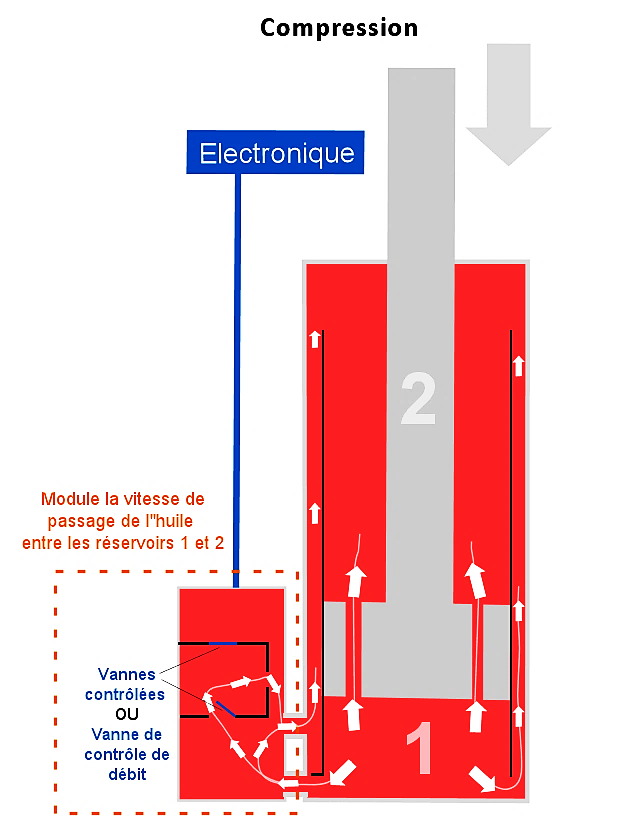 Compression
Electronique
2
Module la vitesse de
passage de l"huile
entre les réservoirs 1 et 2
Vannes
contrôlées
OU
Vanne de
contrôle de
débit
1